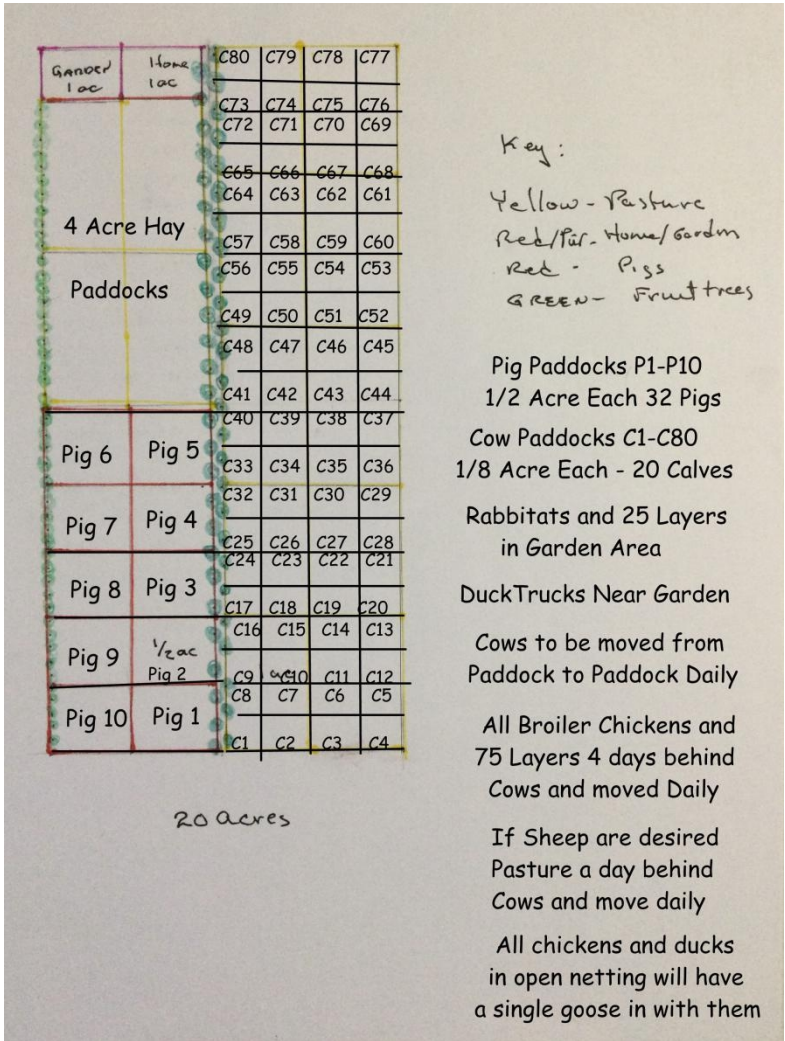 GARDEN
1 ac
Home
1ac
C80 C79 C78 C77
C73 C74 C75 C76
C72 C71 C70 C69
C65 C66 C67 C68
C64 C63 C62 C61
C57 C58 C59 C60
C56 C55 C54 C53
C49 C50 C51 C52
C48 C47 C46 C45
C41 C42 C43 C44
C40 C39 C38 C37
C33 C34 C35 C36
C32 C31 C30 C29
C25 C26 C27 C28
C24 C23 C22 C21
C17 C18 C19 C20
C16 C15 C14 C13
C9 C10 C11 C12
C8 C7 C6 C5
C1 C2 C3 C4
4 Acre Hay
Paddocks
Pig 6 Pig 5
Pig 7 Pig 4
Pig 8 Pig 3
Pig 9 1/2 ac
Pig 2
Pig 10 Pig 1
20 acres
Key:
Yellow - Pasture
Red/Pur - Home/Garden
Red - Pigs
GREEN - Fruit trees
Pig Paddocks P1-P10
1/2 Acre Each 32 Pigs
Cow Paddocks C1-C80
1/8 Acre Each - 20 Calves
Rabbitats and 25 Layers
in Garden Area
DuckTrucks Near Garden
Cows to be moved from
Paddock to Paddock Daily
All Broiler Chickens and
75 Layers 4 days behind
Cows and moved Daily
If Sheep are desired
Pasture a day behind
Cows and move daily
All chickens and ducks
in open netting will have
a single goose in with them